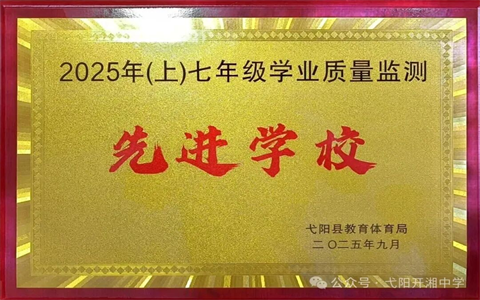 2025年(上)七年级学业质量监测
先进学校
弋阳县教育体育局
二〇二五年九月
公众号·弋阳开湘中学